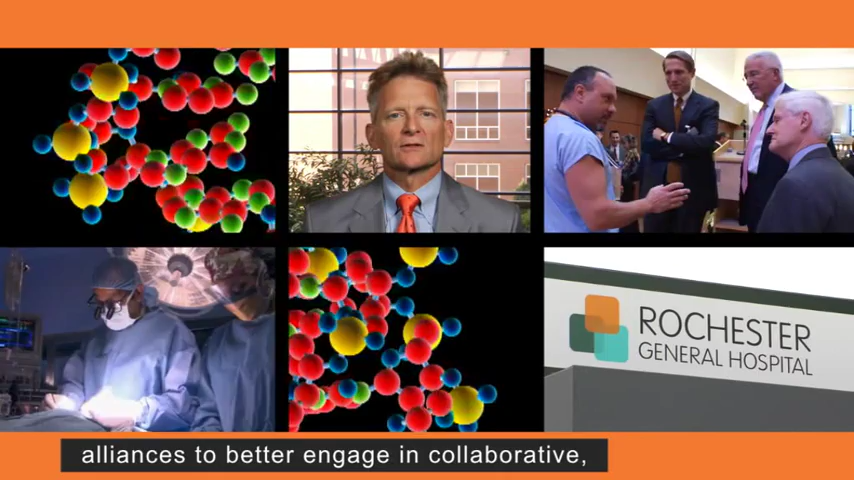 ROCHESTER
GENERAL HOSPITAL
alliances to better engage in collaborative,